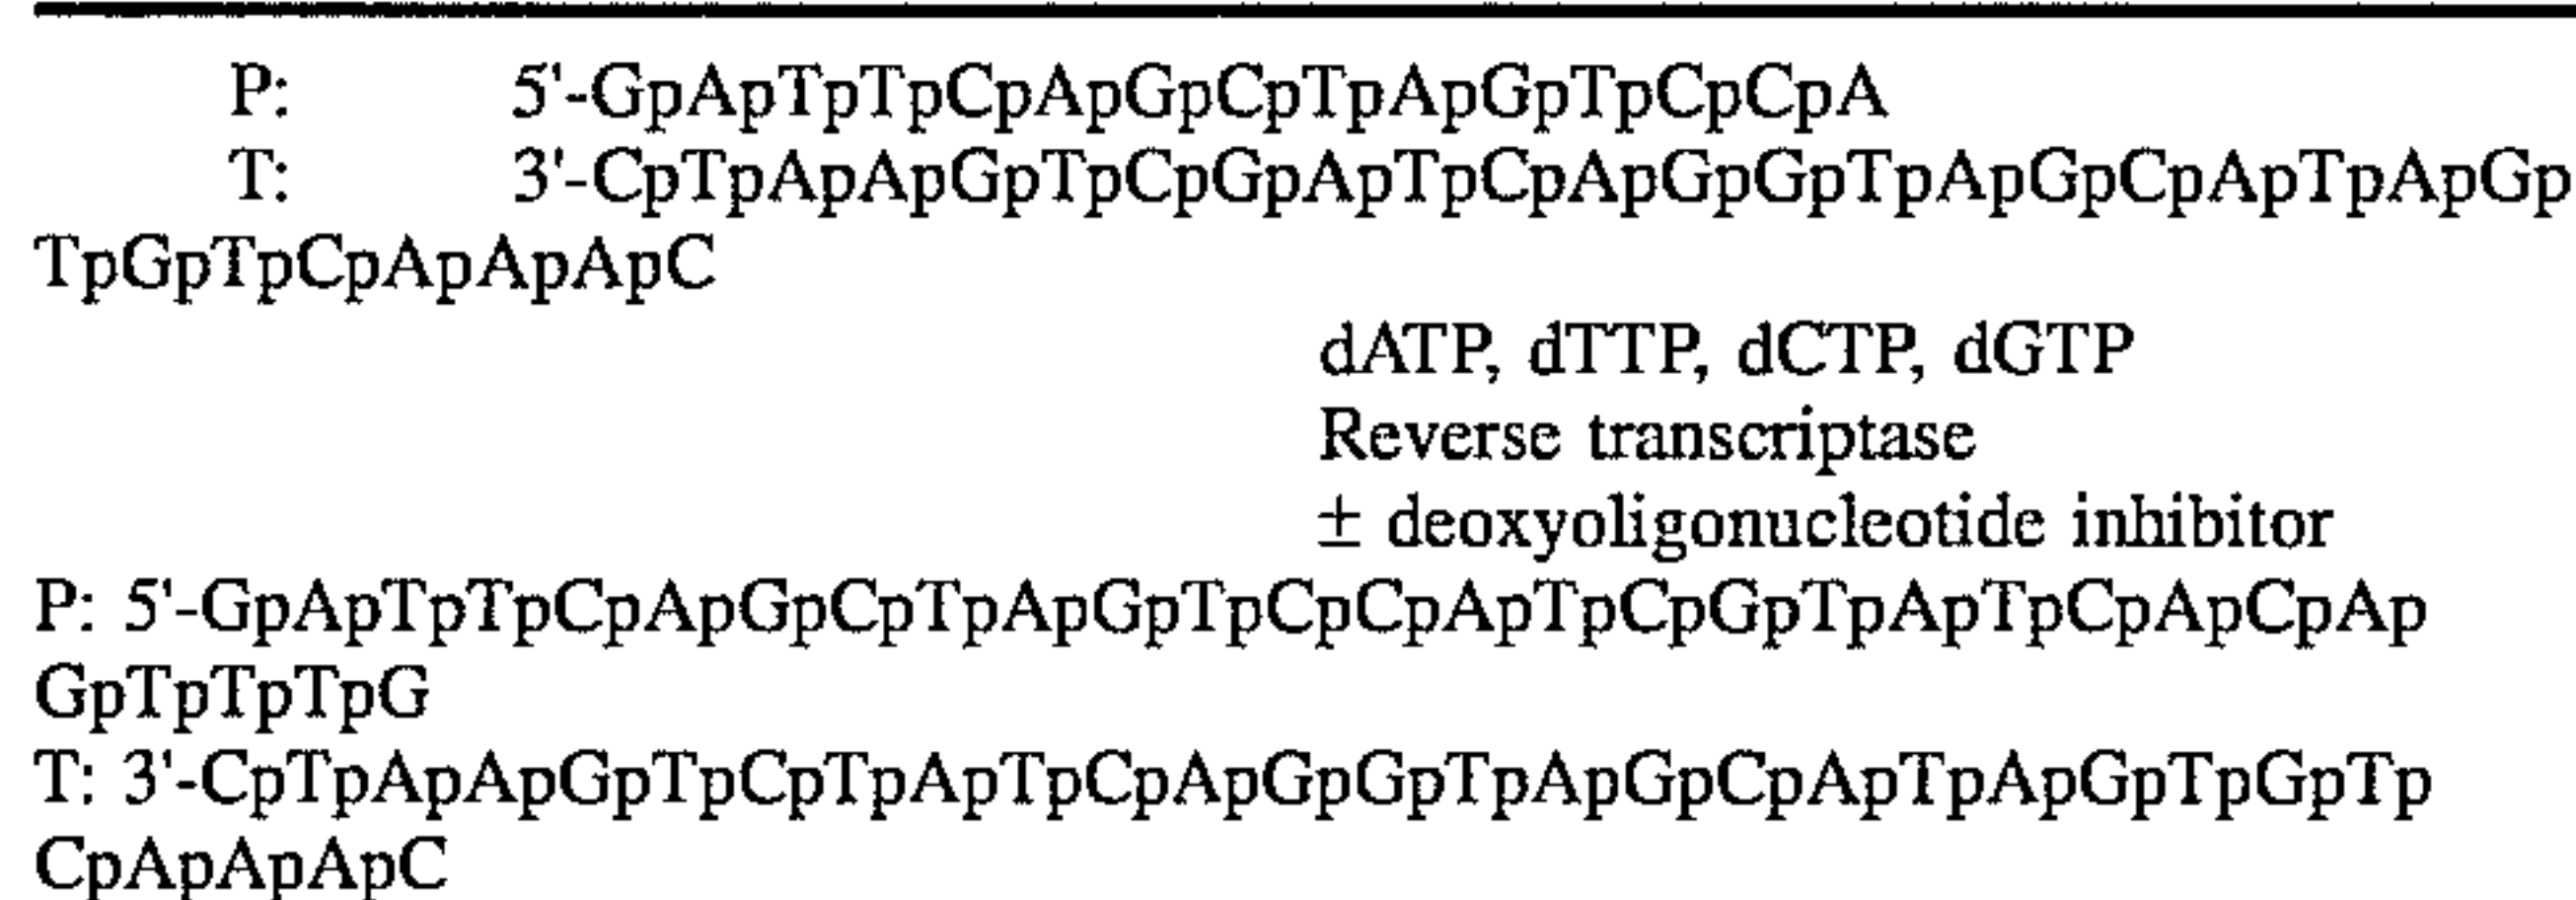 P: 5'-GpApTpTpCpApGpCpTpApGpTpCpCpA
T: 3'-CpTpApApGpTpCpGpApTpCpApGpGpTpApGpCpApTpApGp
TpGpTpCpApApApC
dATP, dTTP, dCTP, dGTP
Reverse transcriptase
± deoxyoligonucleotide inhibitor
P: 5'-GpApTpTpCpApGpCpTpApGpTpCpCpApTpCpGpTpApTpCpApCpAp
GpTpTpTpG
T: 3'-CpTpApApGpTpCpTpApTpCpApGpGpTpApGpCpApTpApGpTpGpTp
CpApApApC